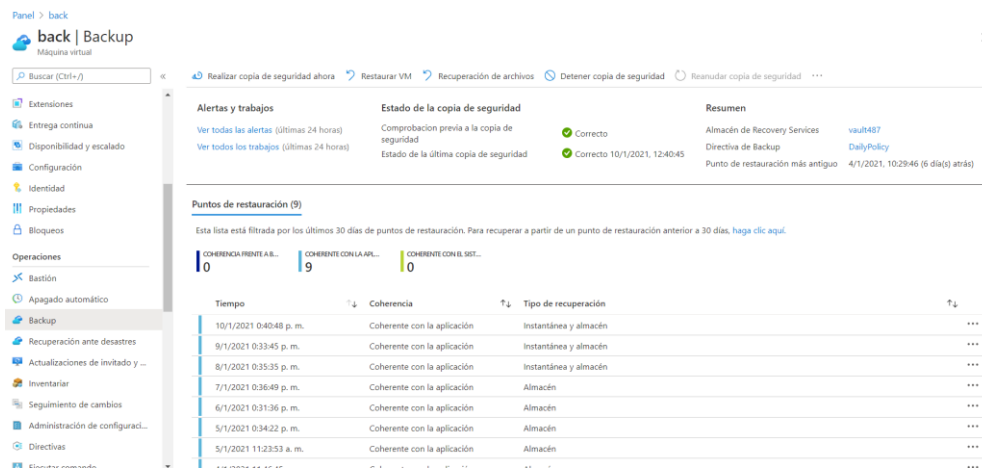 Panel > back
back | Backup
Máquina virtual
Buscar (Ctrl+/)
«
Realizar copia de seguridad ahora
Restaurar VM
Recuperación de archivos
Detener copia de seguridad
Reanudar copia de seguridad
...
Extensiones
Entrega continua
Disponibilidad y escalado
Configuración
Identidad
Propiedades
Bloqueos
Operaciones
Bastión
Apagado automático
Backup
Recuperación ante desastres
Actualizaciones de invitado y ...
Inventariar
Seguimiento de cambios
Administración de configuraci...
Directivas
Ejecutar comando
Alertas y trabajos
Ver todas las alertas (últimas 24 horas)
Ver todos los trabajos (últimas 24 horas)
Estado de la copia de seguridad
Comprobacion previa a la copia de
seguridad
Correcto
Estado de la última copia de seguridad
Correcto 10/1/2021, 12:40:45
Resumen
Almacén de Recovery Services vault487
Directiva de Backup DailyPolicy
Punto de restauración más antiguo 4/1/2021, 10:29:46 (6 día(s) atrás)
Puntos de restauración (9)
Esta lista está filtrada por los últimos 30 días de puntos de restauración. Para recuperar a partir de un punto de restauración anterior a 30 días, haga clic aquí.
COHERENCIA FRENTE A B...
0
COHERENTE CON LA APL...
9
COHERENTE CON EL SIST...
0
Tiempo Coherencia Tipo de recuperación
10/1/2021 0:40:48 p. m. Coherente con la aplicación Instantánea y almacén ...
9/1/2021 0:33:45 p. m. Coherente con la aplicación Instantánea y almacén ...
8/1/2021 0:35:35 p. m. Coherente con la aplicación Instantánea y almacén ...
7/1/2021 0:36:49 p. m. Coherente con la aplicación Almacén ...
6/1/2021 0:31:36 p. m. Coherente con la aplicación Almacén ...
5/1/2021 0:34:22 p. m. Coherente con la aplicación Almacén ...
5/1/2021 11:23:53 a. m. Coherente con la aplicación Almacén ...